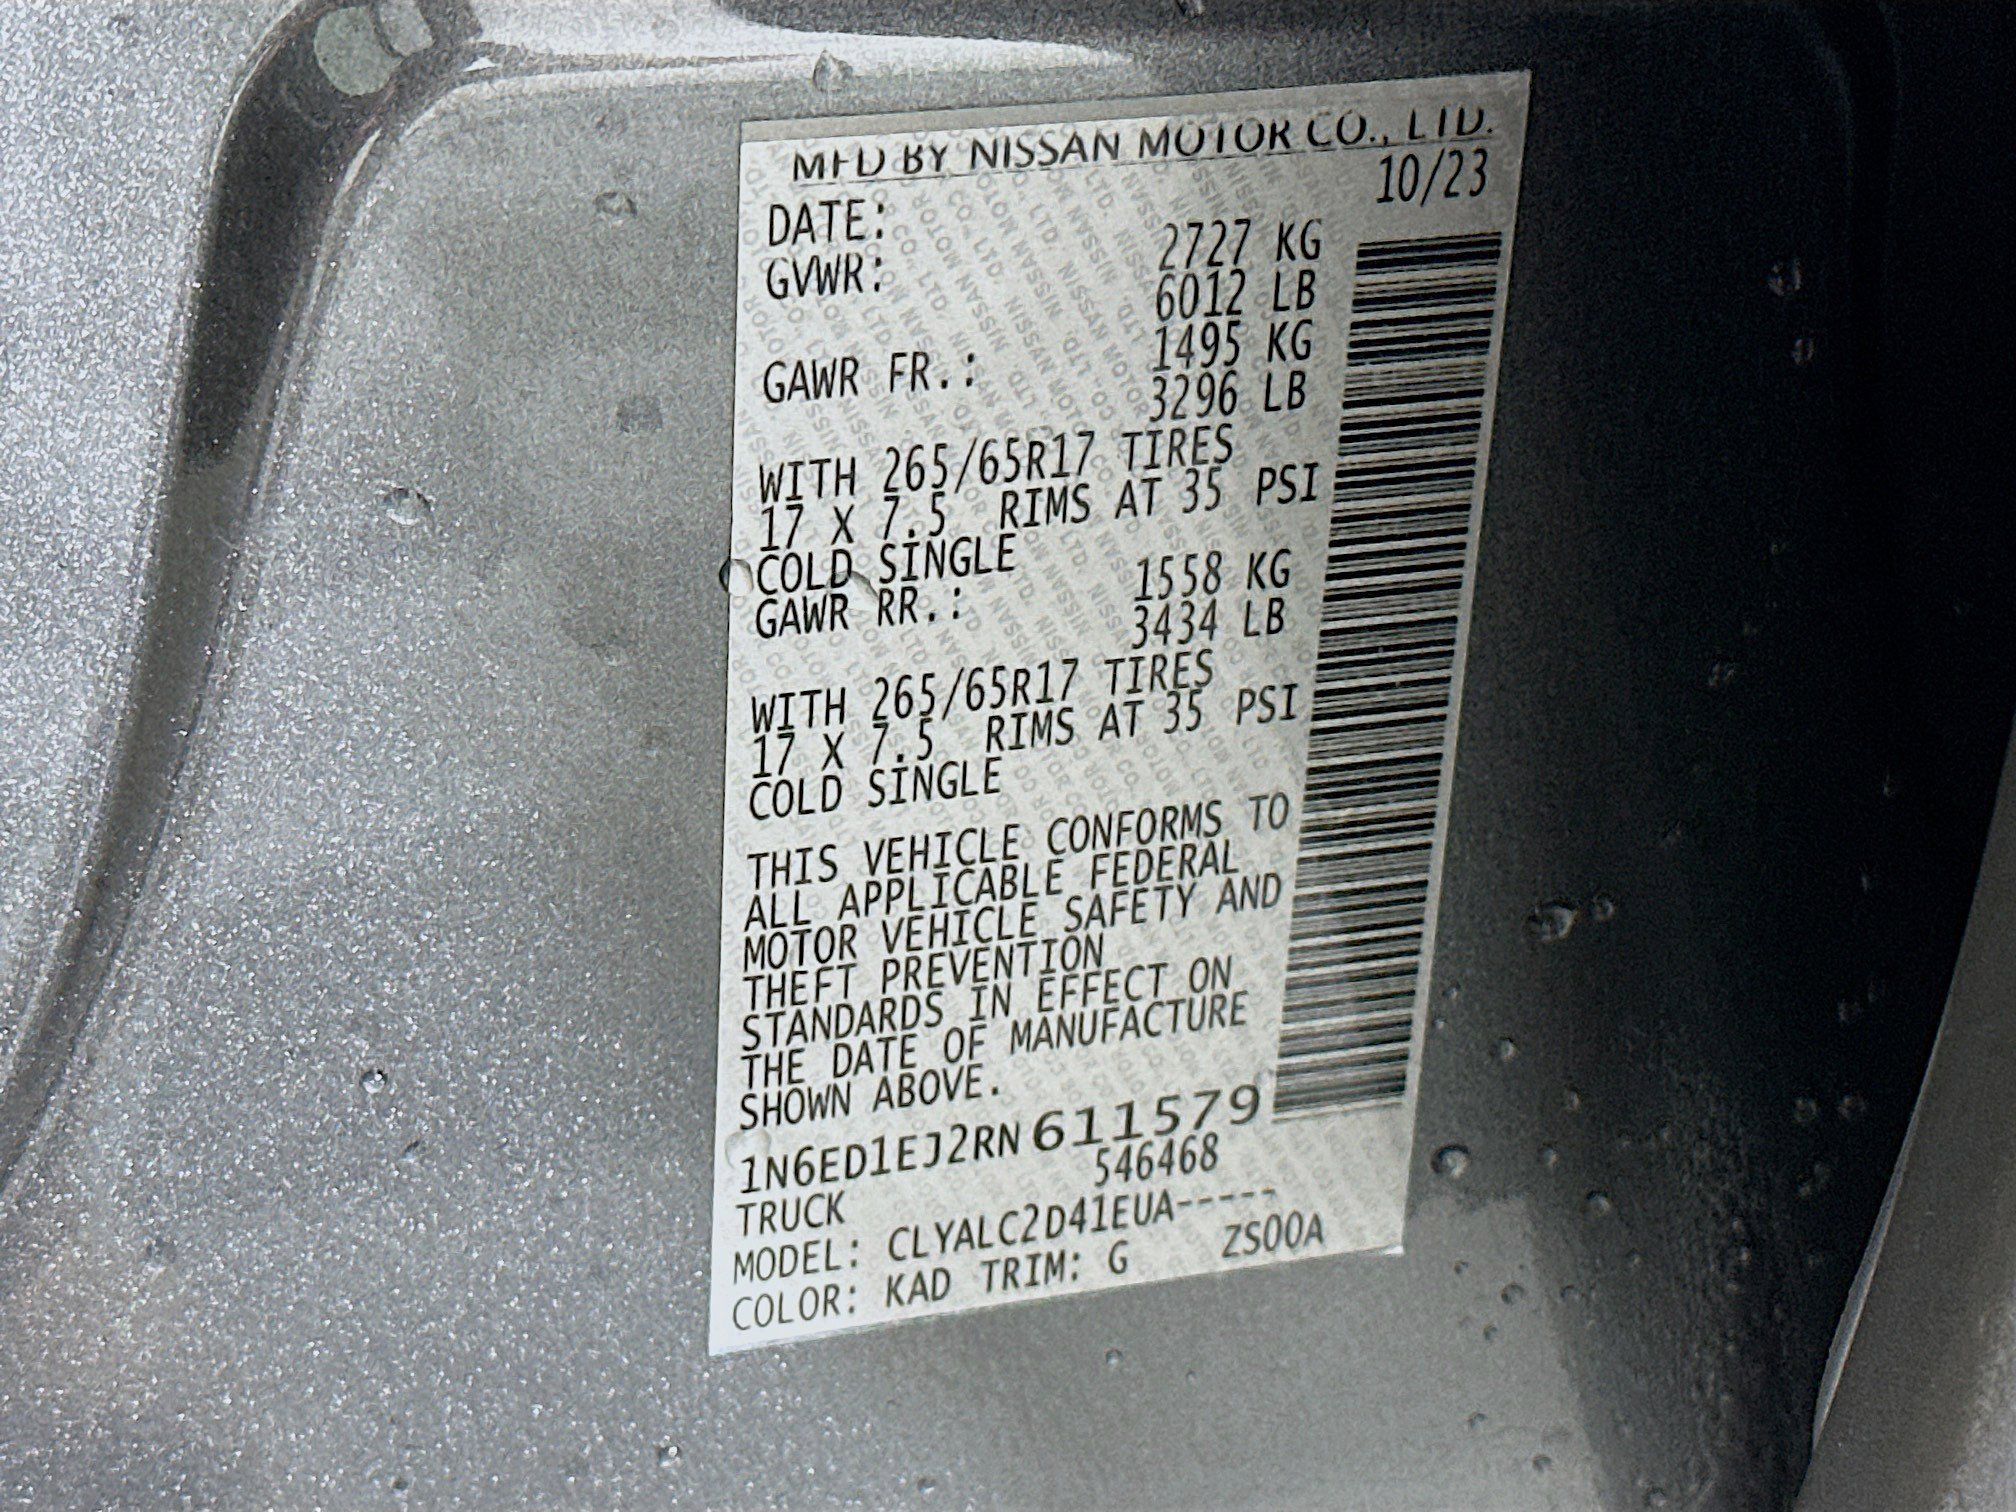 MFD BY NISSAN MOTOR CO., LTD.
DATE: 10/23
GVWR: 2727 KG
6012 LB
GAWR FR.: 1495 KG
3296 LB
WITH 265/65R17 TIRES
17 X 7.5 RIMS AT 35 PSI
COLD SINGLE
GAWR RR.: 1558 KG
3434 LB
WITH 265/65R17 TIRES
17 X 7.5 RIMS AT 35 PSI
COLD SINGLE
THIS VEHICLE CONFORMS TO
ALL APPLICABLE FEDERAL
MOTOR VEHICLE SAFETY AND
THEFT PREVENTION
STANDARDS IN EFFECT ON
THE DATE OF MANUFACTURE
SHOWN ABOVE.
1N6ED1EJ2RN611579
TRUCK 546468
MODEL: CLYALC2D41EUA-----
COLOR: KAD TRIM: G ZS00A